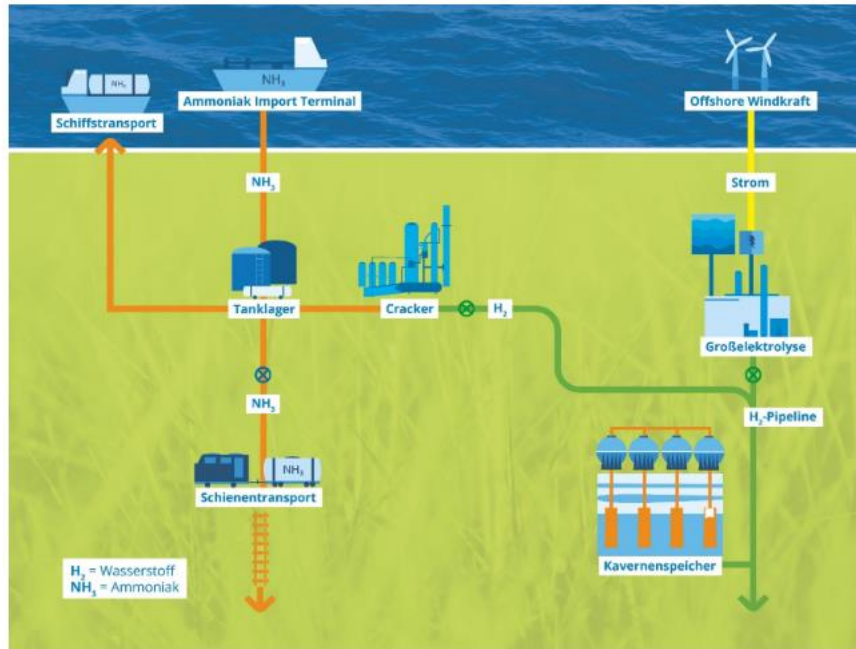 NH₃
NH₃
Schiffstransport
Ammoniak Import Terminal
Offshore Windkraft
NH₃
Strom
Tanklager
Cracker
H₂
Großelektrolyse
NH₃
H₂-Pipeline
NH₃
Schienentransport
Kavernenspeicher
H₂ = Wasserstoff
NH₃ = Ammoniak